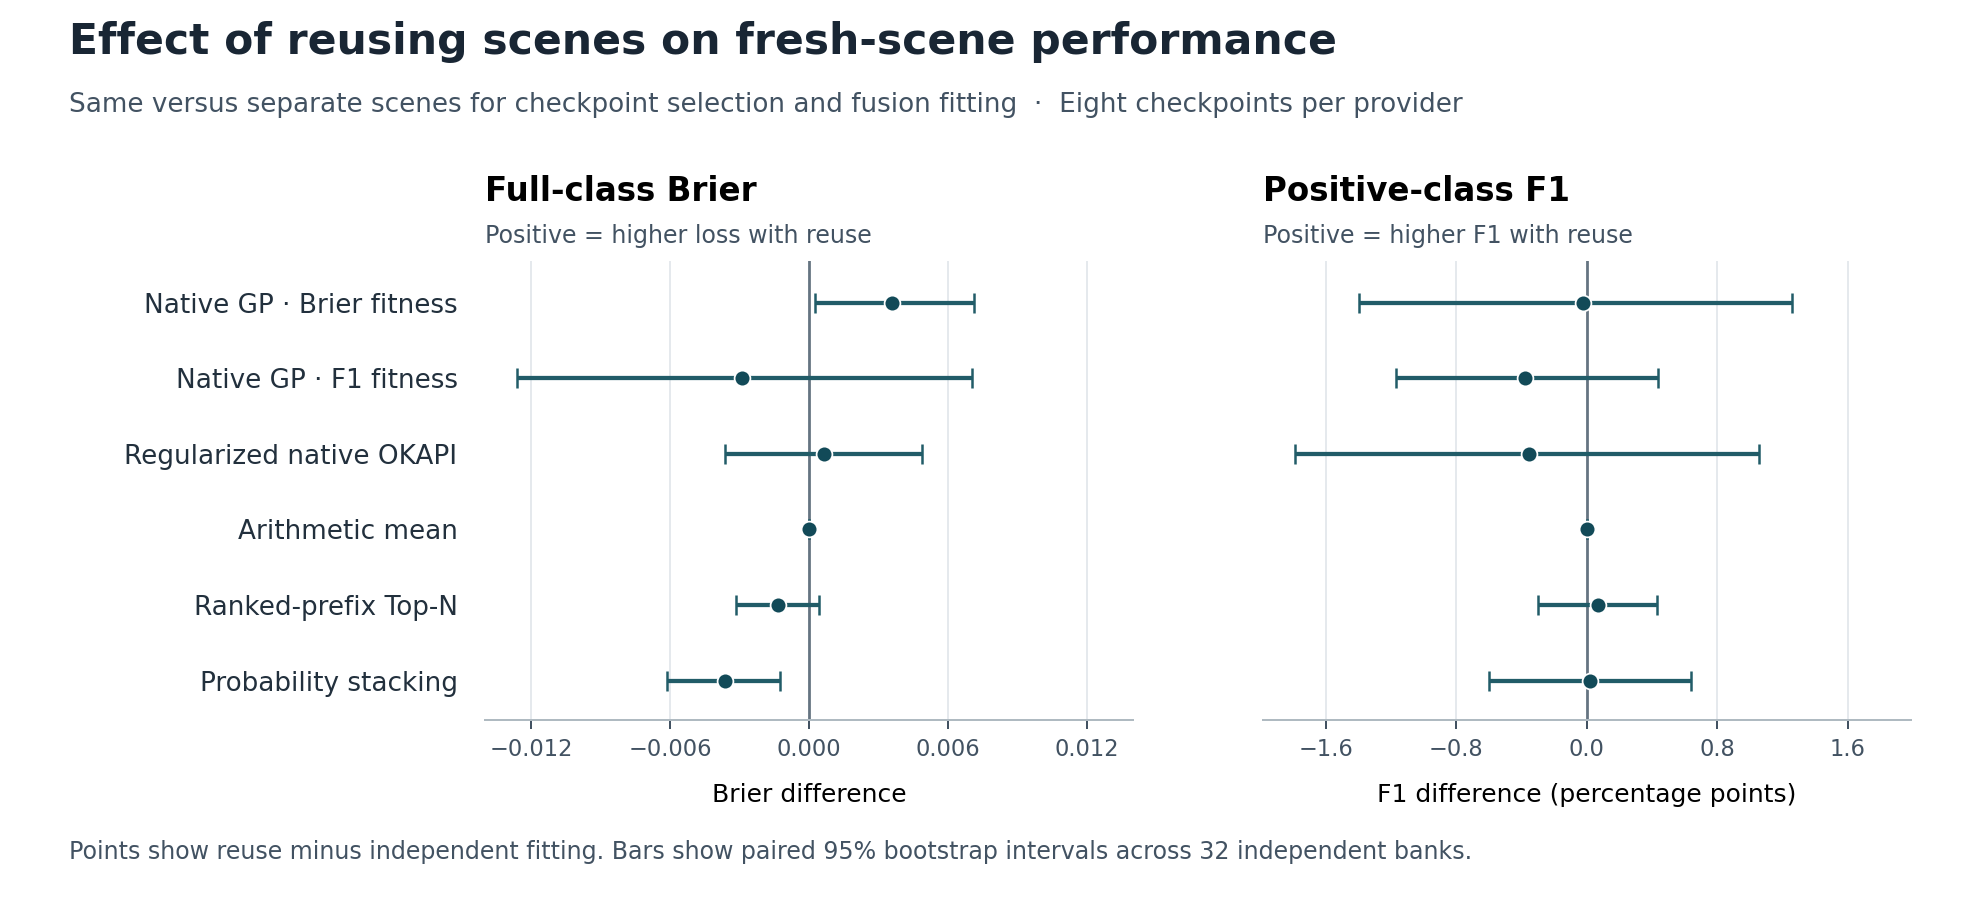 Effect of reusing scenes on fresh-scene performance
Same versus separate scenes for checkpoint selection and fusion fitting · Eight checkpoints per provider
Full-class Brier
Positive = higher loss with reuse
Positive-class F1
Positive = higher F1 with reuse
Native GP · Brier fitness
Native GP · F1 fitness
Regularized native OKAPI
Arithmetic mean
Ranked-prefix Top-N
Probability stacking
−0.012 −0.006 0.000 0.006 0.012
Brier difference
−1.6 −0.8 0.0 0.8 1.6
F1 difference (percentage points)
Points show reuse minus independent fitting. Bars show paired 95% bootstrap intervals across 32 independent banks.